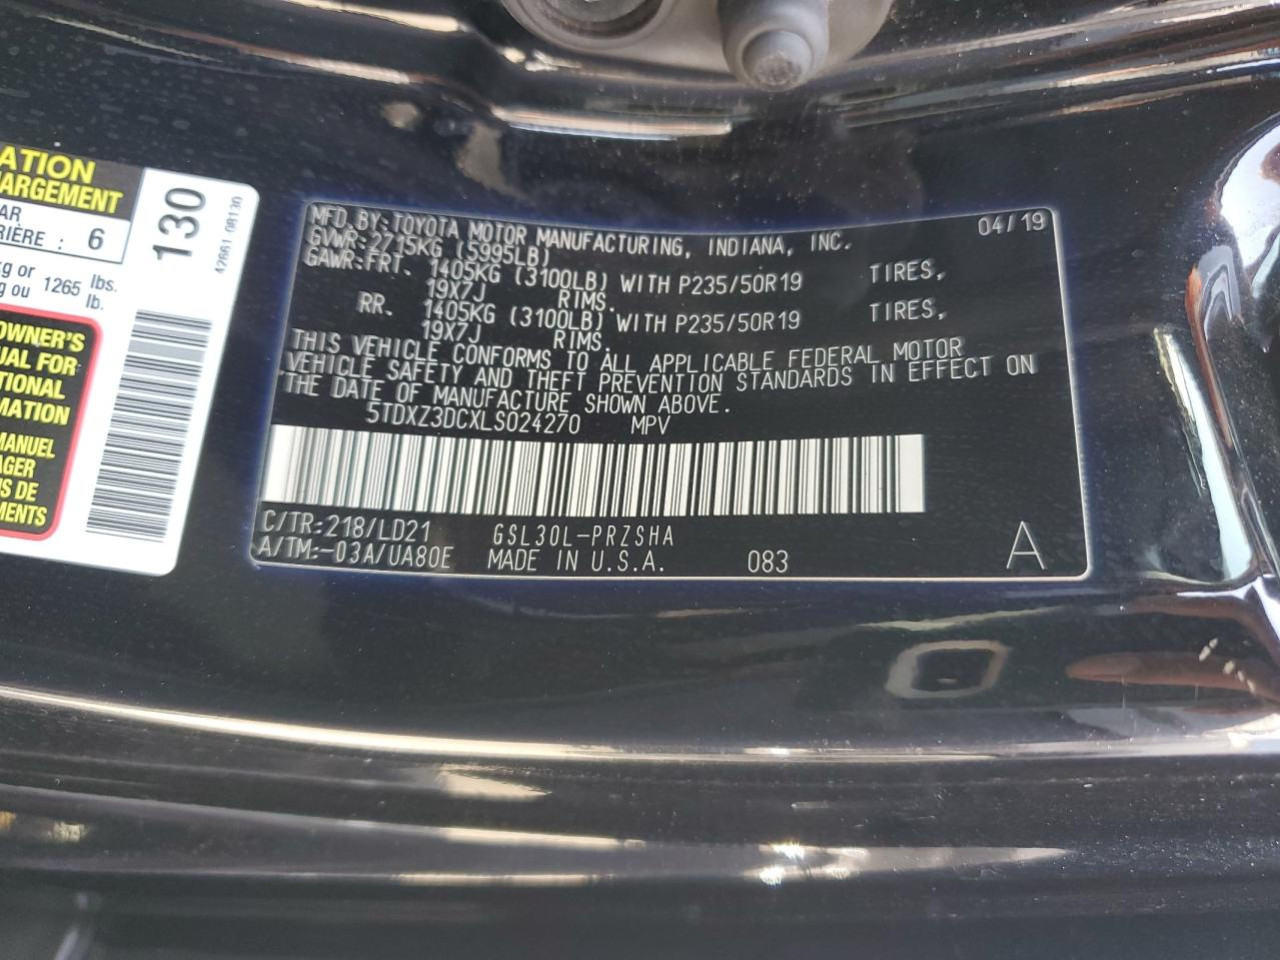 ATION
ARGEMENT
AR
RIÈRE : 6
kg or 1265 lbs.
g ou lb.
OWNER'S
UAL FOR
TIONAL
MATION
MANUEL
AGER
S DE
MENTS
130
42661 08130
MFD. BY: TOYOTA MOTOR MANUFACTURING, INDIANA, INC. 04/19
GVWR: 2715KG (5995LB)
GAWR: FRT. 1405KG (3100LB) WITH P235/50R19 TIRES,
19X7J RIMS.
RR. 1405KG (3100LB) WITH P235/50R19 TIRES,
19X7J RIMS.
THIS VEHICLE CONFORMS TO ALL APPLICABLE FEDERAL MOTOR
VEHICLE SAFETY AND THEFT PREVENTION STANDARDS IN EFFECT ON
THE DATE OF MANUFACTURE SHOWN ABOVE.
5TDXZ3DCXLS024270 MPV
C/TR: 218/LD21 GSL30L-PRZSHA
A/TM: -03A/UA80E MADE IN U.S.A. 083 A